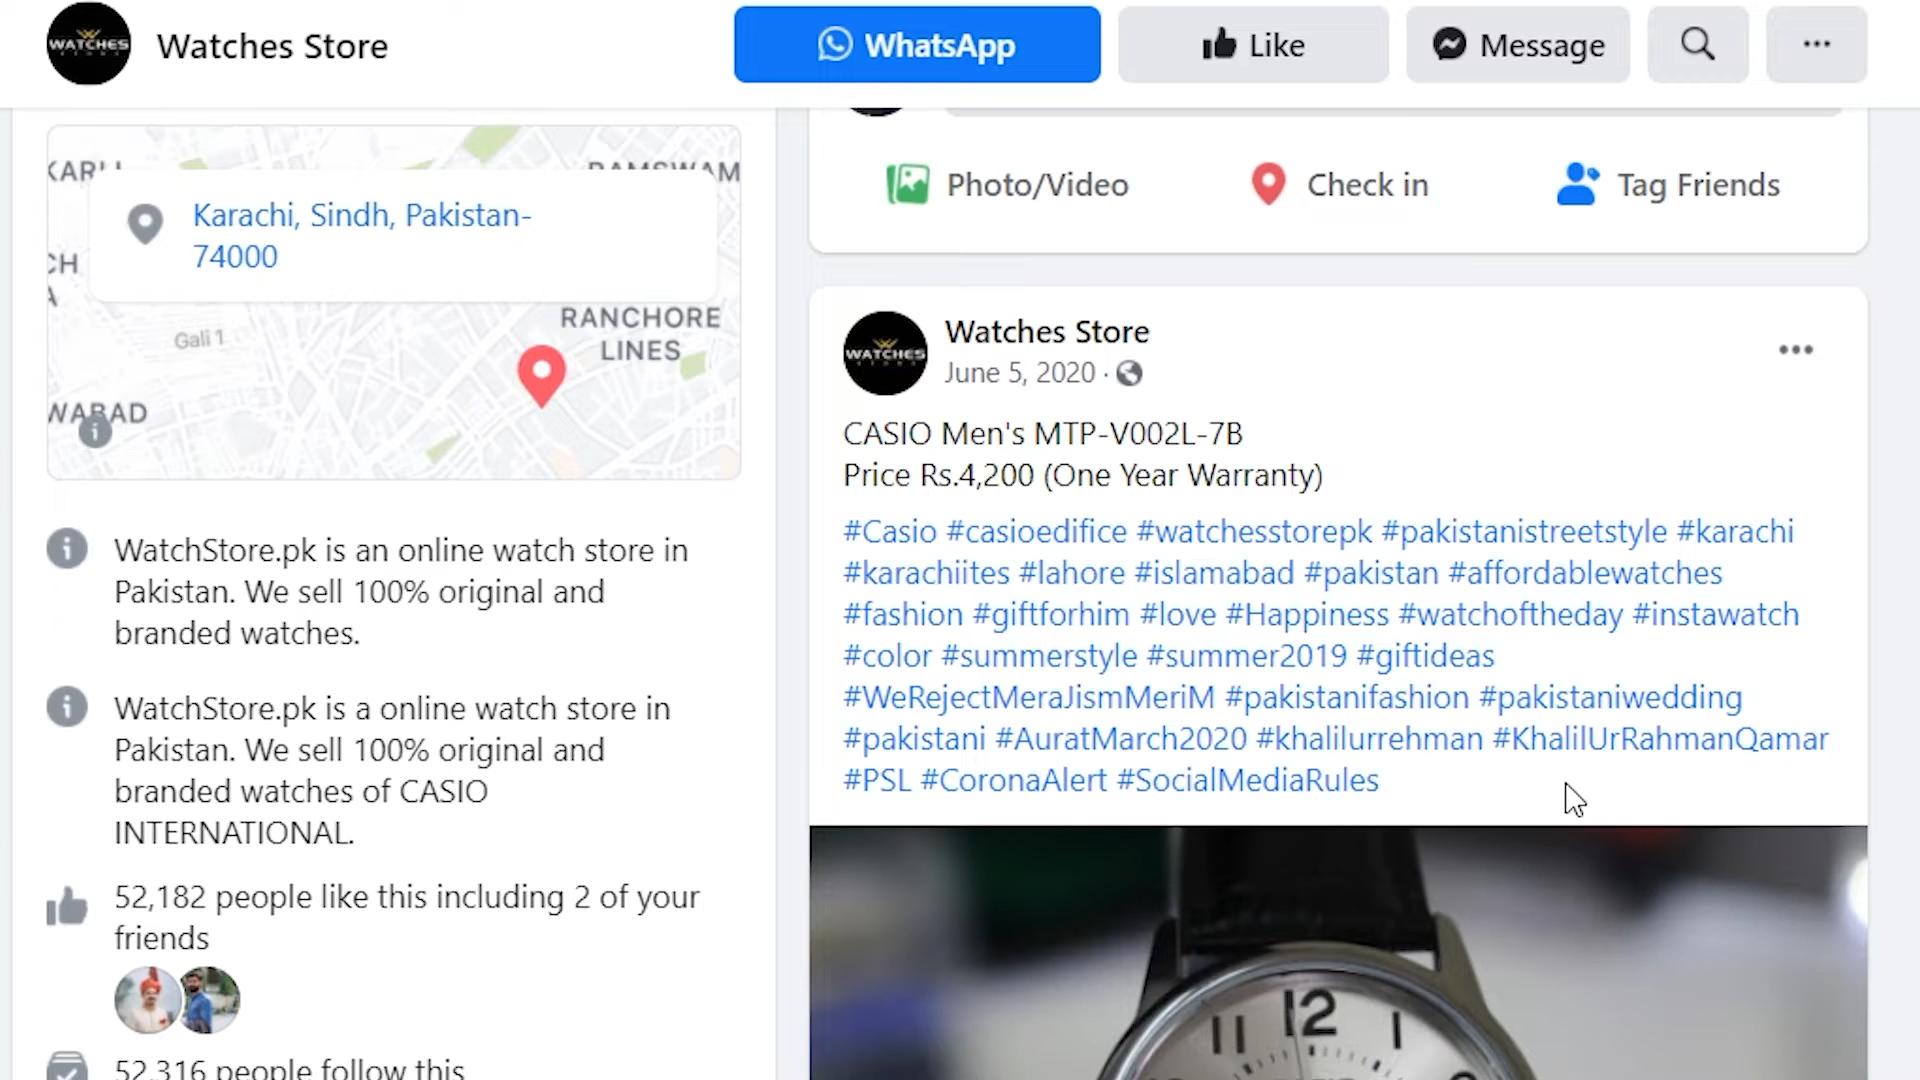 WATCHES
Watches Store
WhatsApp
Like
Message
Karachi, Sindh, Pakistan-
74000
Gali 1
RANCHORE
LINES
WatchStore.pk is an online watch store in
Pakistan. We sell 100% original and
branded watches.
WatchStore.pk is a online watch store in
Pakistan. We sell 100% original and
branded watches of CASIO
INTERNATIONAL.
52,182 people like this including 2 of your
friends
52,316 people follow this
Photo/Video
Check in
Tag Friends
WATCHES
Watches Store
June 5, 2020 ·
CASIO Men's MTP-V002L-7B
Price Rs.4,200 (One Year Warranty)
#Casio #casioedifice #watchesstorepk #pakistanistreetstyle #karachi
#karachiites #lahore #islamabad #pakistan #affordablewatches
#fashion #giftforhim #love #Happiness #watchoftheday #instawatch
#color #summerstyle #summer2019 #giftideas
#WeRejectMeraJismMeriM #pakistanifashion #pakistaniwedding
#pakistani #AuratMarch2020 #khalilurrehman #KhalilUrRahmanQamar
#PSL #CoronaAlert #SocialMediaRules
11 12 1